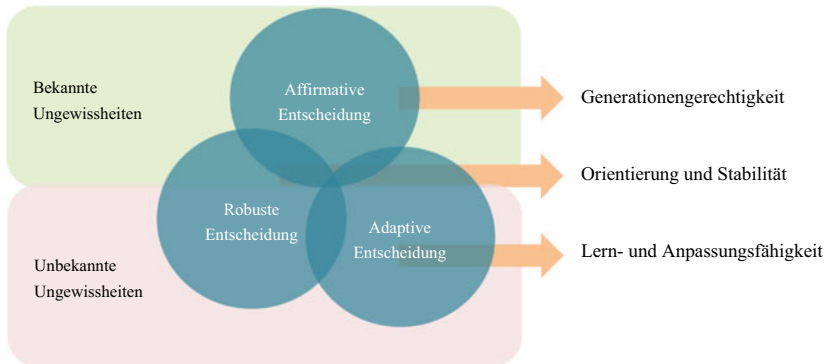 Bekannte
Ungewissheiten
Affirmative
Entscheidung
Generationengerechtigkeit
Orientierung und Stabilität
Robuste
Entscheidung
Adaptive
Entscheidung
Lern- und Anpassungsfähigkeit
Unbekannte
Ungewissheiten